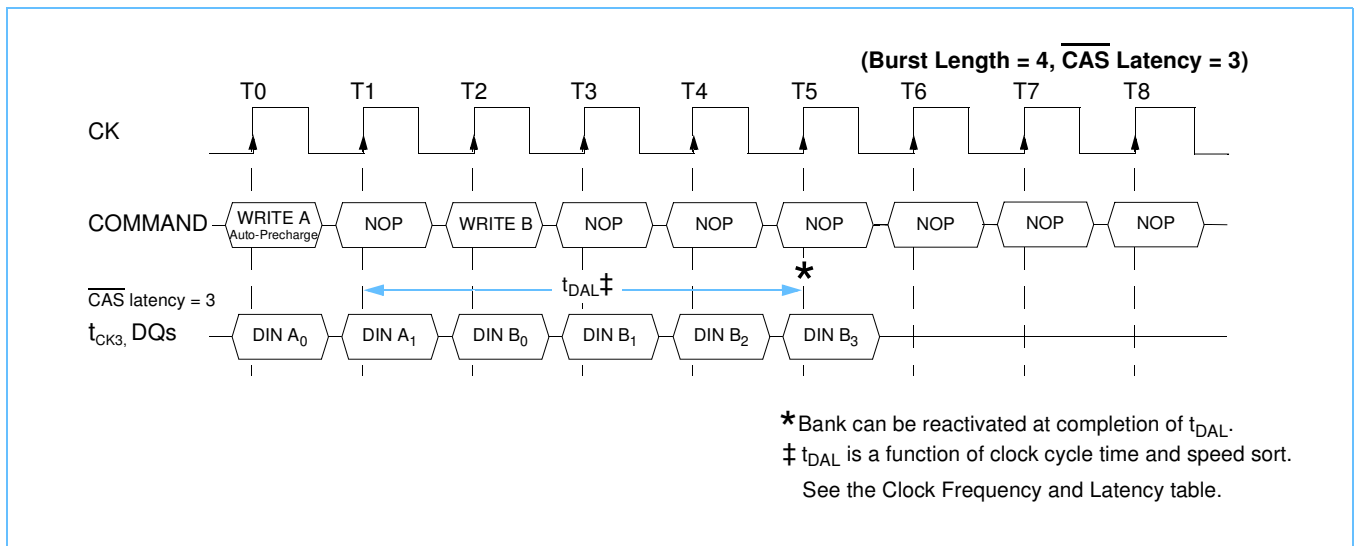 (Burst Length = 4, CAS Latency = 3)
T0 T1 T2 T3 T4 T5 T6 T7 T8
CK
COMMAND WRITE A Auto-Precharge NOP WRITE B NOP NOP NOP NOP NOP NOP
*
tDAL‡
CAS latency = 3
tCK3, DQs DIN A0 DIN A1 DIN B0 DIN B1 DIN B2 DIN B3
*Bank can be reactivated at completion of tDAL.
‡ tDAL is a function of clock cycle time and speed sort.
See the Clock Frequency and Latency table.